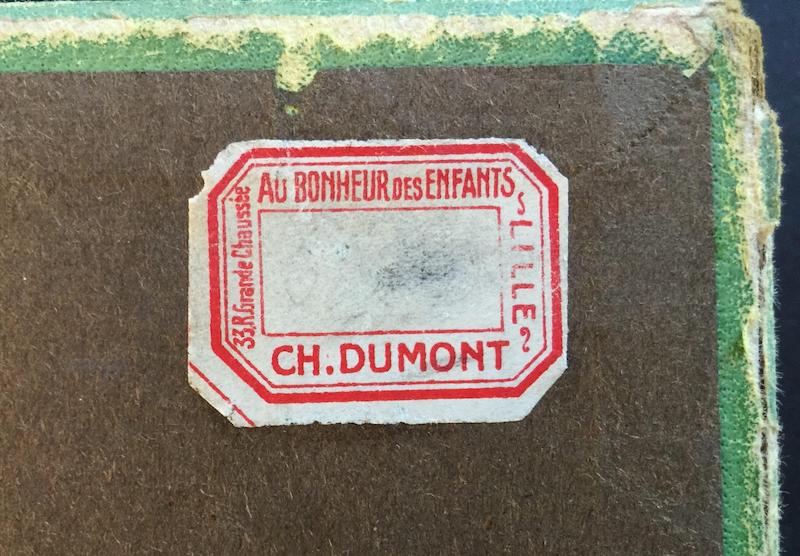 AU BONHEUR DES ENFANTS
33, R. Grande Chaussée
LILLE
CH. DUMONT